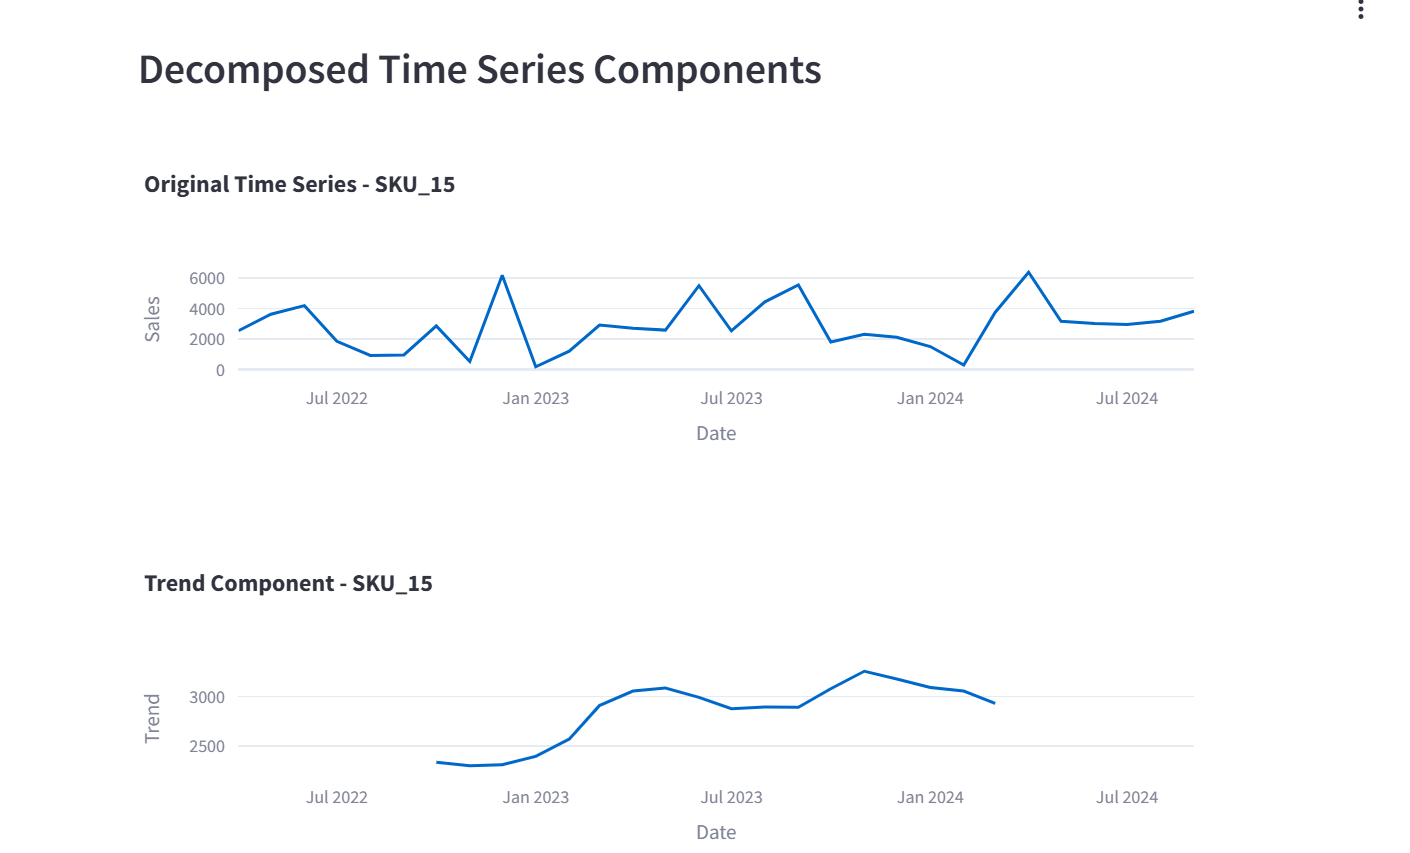 Decomposed Time Series Components
Original Time Series - SKU_15
Sales
6000
4000
2000
0
Jul 2022
Jan 2023
Jul 2023
Jan 2024
Jul 2024
Date
Trend Component - SKU_15
Trend
3000
2500
Jul 2022
Jan 2023
Jul 2023
Jan 2024
Jul 2024
Date